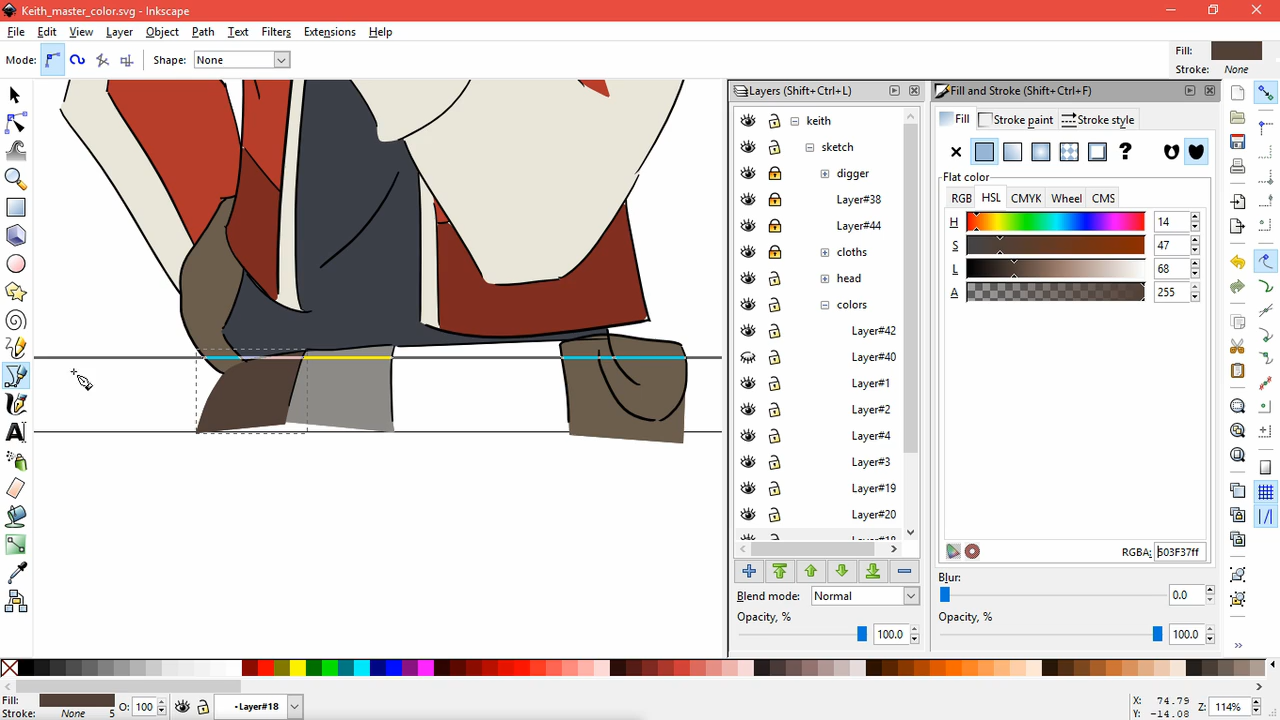 Keith_master_color.svg - Inkscape
File Edit View Layer Object Path Text Filters Extensions Help
Mode: Shape: None
Fill:
Stroke: None
Layers (Shift+Ctrl+L)
keith
sketch
digger
Layer#38
Layer#44
cloths
head
colors
Layer#42
Layer#40
Layer#1
Layer#2
Layer#4
Layer#3
Layer#19
Layer#20
Layer#18
Blend mode: Normal
Opacity, %
100.0
Fill and Stroke (Shift+Ctrl+F)
Fill Stroke paint Stroke style
?
Flat color
RGB HSL CMYK Wheel CMS
H 14
S 47
L 68
A 255
RGBA: 503F37ff
Blur:
0.0
Opacity, %
100.0
Fill:
Stroke: None 5
O: 100
Layer#18
X: 74.79
Y: -14.08
Z: 114%